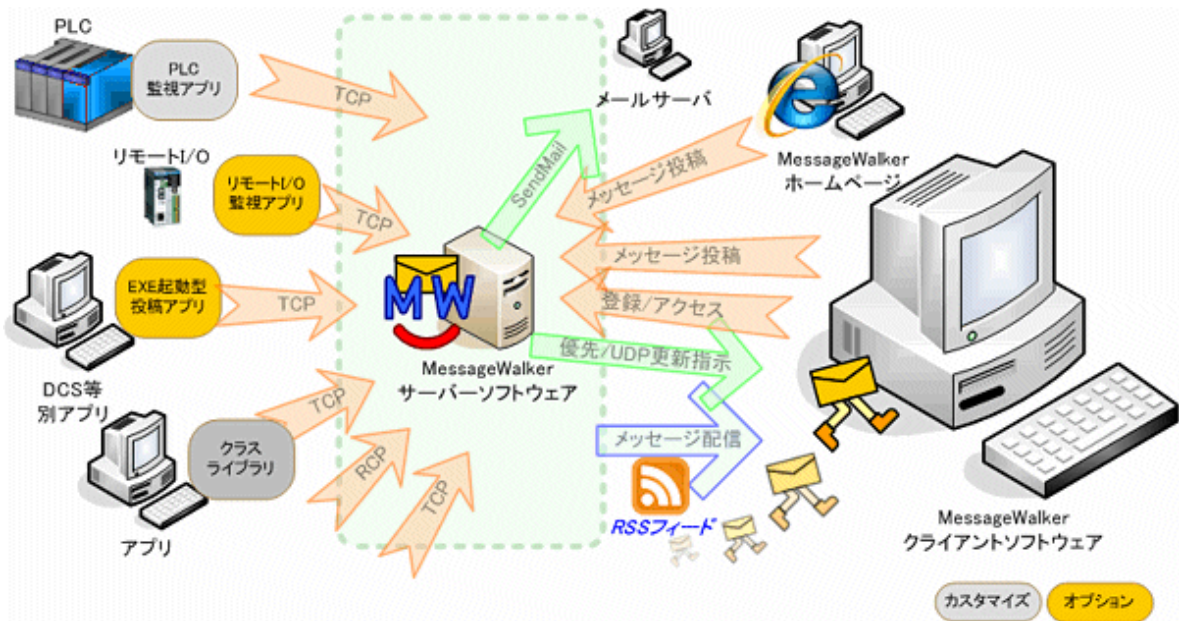 PLC
PLC
監視アプリ
TCP
リモートI/O
リモートI/O
監視アプリ
TCP
EXE起動型
投稿アプリ
TCP
DCS等
別アプリ
クラス
ライブラリ
アプリ
TCP
RCP
TCP
MW
MessageWalker
サーバーソフトウェア
SendMail
メールサーバ
MessageWalker
ホームページ
メッセージ投稿
メッセージ投稿
登録/アクセス
優先/UDP更新指示
メッセージ配信
RSSフィード
MessageWalker
クライアントソフトウェア
カスタマイズ
オプション